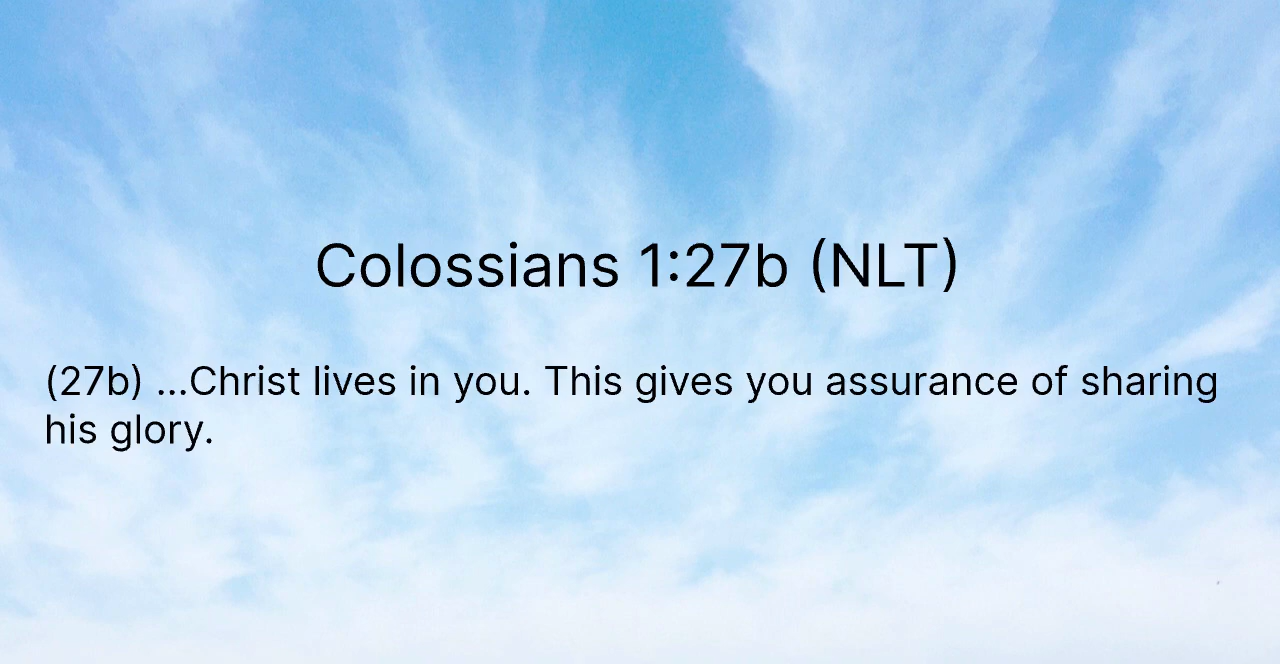 Colossians 1:27b (NLT)
(27b) ...Christ lives in you. This gives you assurance of sharing
his glory.